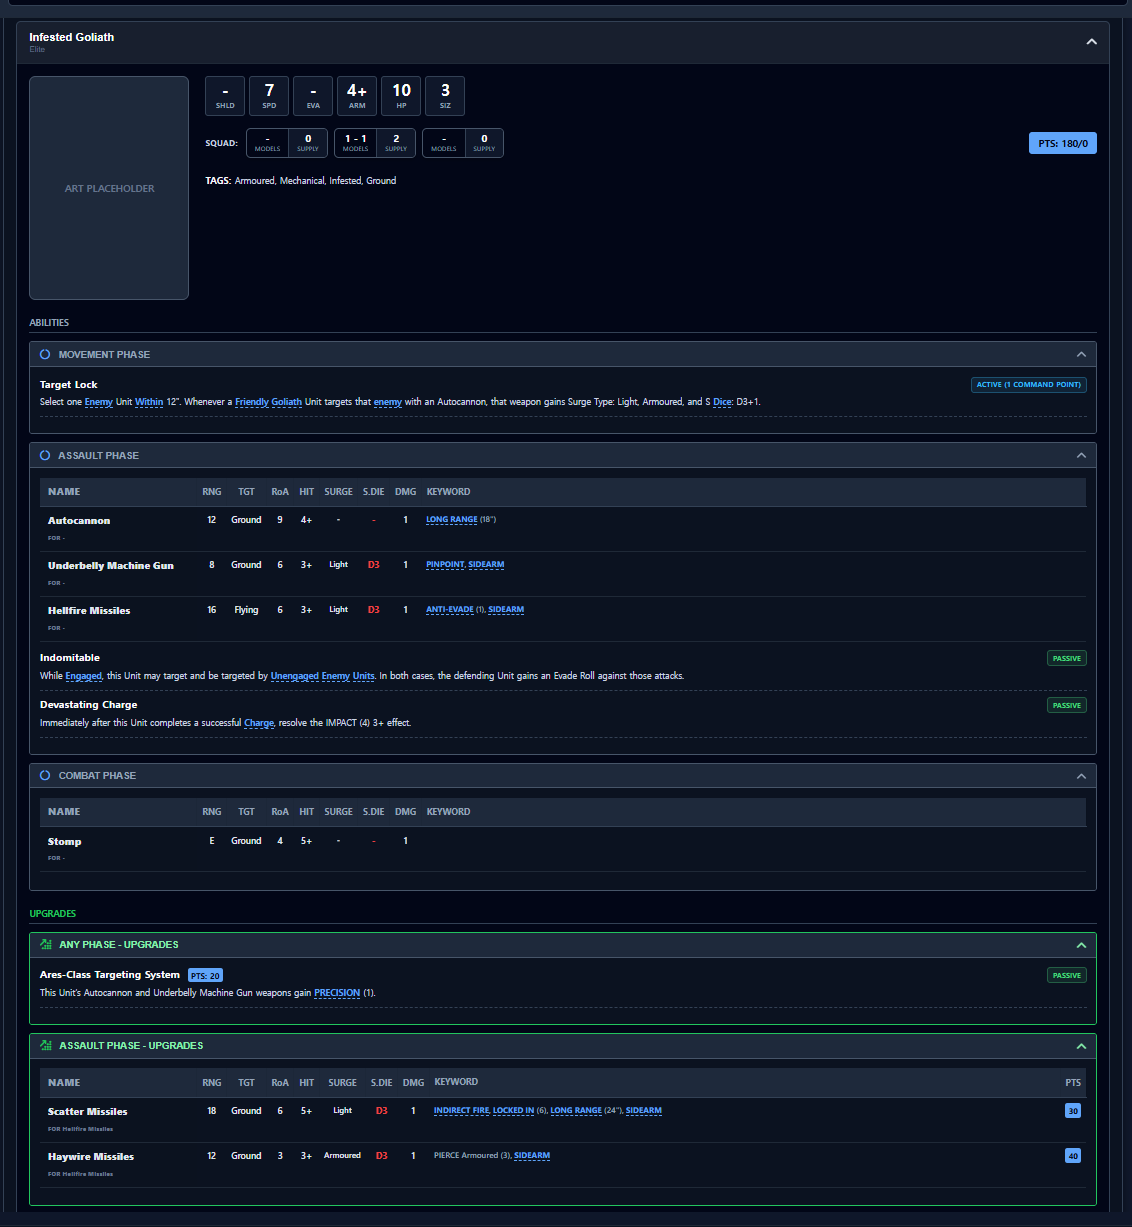 Infested Goliath
Elite
ART PLACEHOLDER
- 7 - 4+ 10 3
SHLD SPD EVA ARM HP SIZ
SQUAD: - 0 1 - 1 2 - 0
MODELS SUPPLY MODELS SUPPLY MODELS SUPPLY
PTS: 180/0
TAGS: Armoured, Mechanical, Infested, Ground
ABILITIES
MOVEMENT PHASE
Target Lock ACTIVE (1 COMMAND POINT)
Select one Enemy Unit Within 12". Whenever a Friendly Goliath Unit targets that enemy with an Autocannon, that weapon gains Surge Type: Light, Armoured, and S Dice: D3+1.
ASSAULT PHASE
NAME RNG TGT RoA HIT SURGE S.DIE DMG KEYWORD
Autocannon 12 Ground 9 4+ - - 1 LONG RANGE (18")
FOR -
Underbelly Machine Gun 8 Ground 6 3+ Light D3 1 PINPOINT, SIDEARM
FOR -
Hellfire Missiles 16 Flying 6 3+ Light D3 1 ANTI-EVADE (1), SIDEARM
FOR -
Indomitable PASSIVE
While Engaged, this Unit may target and be targeted by Unengaged Enemy Units. In both cases, the defending Unit gains an Evade Roll against those attacks.
Devastating Charge PASSIVE
Immediately after this Unit completes a successful Charge, resolve the IMPACT (4) 3+ effect.
COMBAT PHASE
NAME RNG TGT RoA HIT SURGE S.DIE DMG KEYWORD
Stomp E Ground 4 5+ - - 1
FOR -
UPGRADES
ANY PHASE - UPGRADES
Ares-Class Targeting System PTS: 20 PASSIVE
This Unit's Autocannon and Underbelly Machine Gun weapons gain PRECISION (1).
ASSAULT PHASE - UPGRADES
NAME RNG TGT RoA HIT SURGE S.DIE DMG KEYWORD PTS
Scatter Missiles 18 Ground 6 5+ Light D3 1 INDIRECT FIRE, LOCKED IN (6), LONG RANGE (24"), SIDEARM 30
FOR Hellfire Missiles
Haywire Missiles 12 Ground 3 3+ Armoured D3 1 PIERCE Armoured (3), SIDEARM 40
FOR Hellfire Missiles